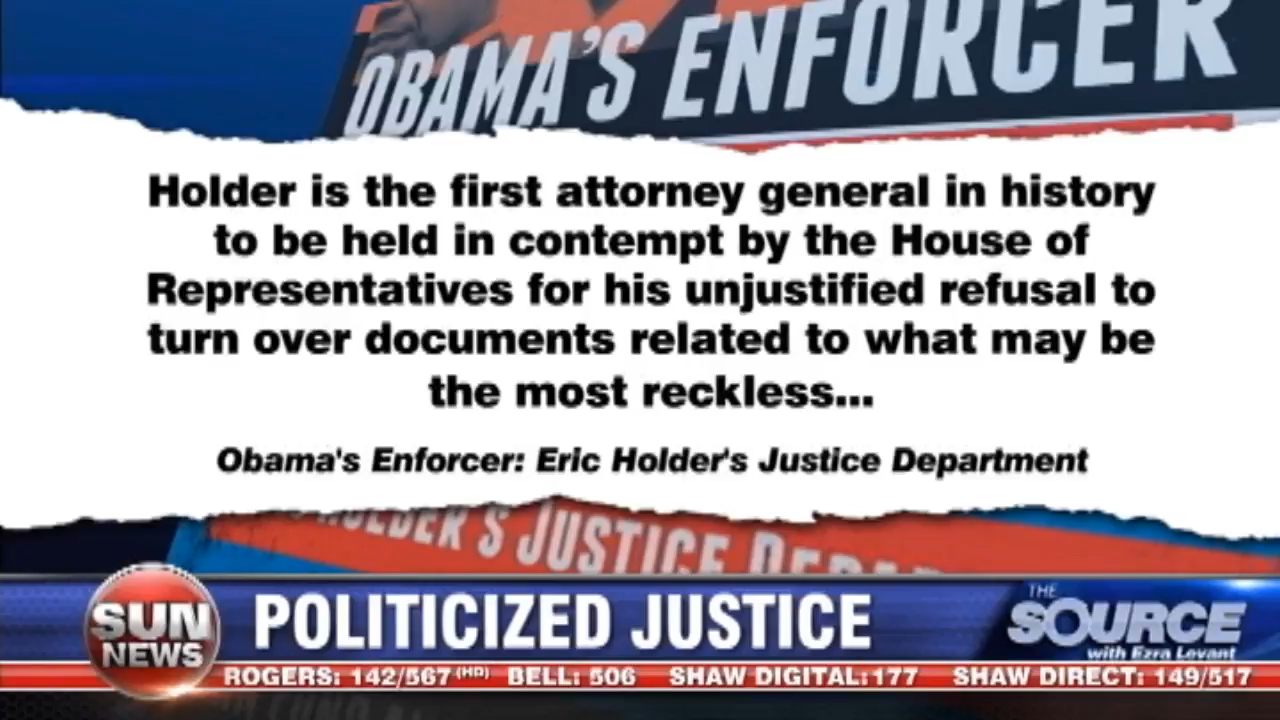 OBAMA'S ENFORCER
Holder is the first attorney general in history
to be held in contempt by the House of
Representatives for his unjustified refusal to
turn over documents related to what may be
the most reckless...
Obama's Enforcer: Eric Holder's Justice Department
HOLDER'S JUSTICE
SUN
NEWS
POLITICIZED JUSTICE
THE
SOURCE
with Ezra Levant
ROGERS: 142/567 (HD) BELL: 506 SHAW DIGITAL: 177 SHAW DIRECT: 149/517